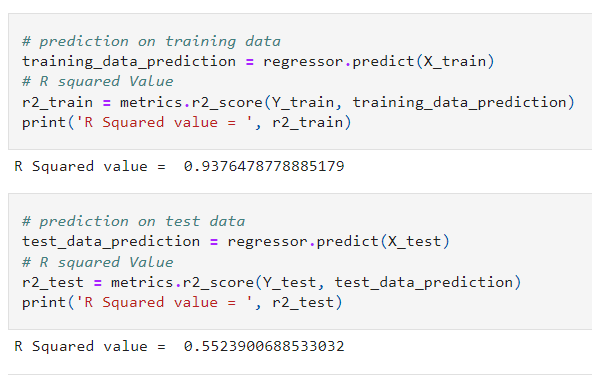 # prediction on training data
training_data_prediction = regressor.predict(X_train)
# R squared Value
r2_train = metrics.r2_score(Y_train, training_data_prediction)
print('R Squared value = ', r2_train)
R Squared value =  0.9376478778885179
# prediction on test data
test_data_prediction = regressor.predict(X_test)
# R squared Value
r2_test = metrics.r2_score(Y_test, test_data_prediction)
print('R Squared value = ', r2_test)
R Squared value =  0.5523900688533032